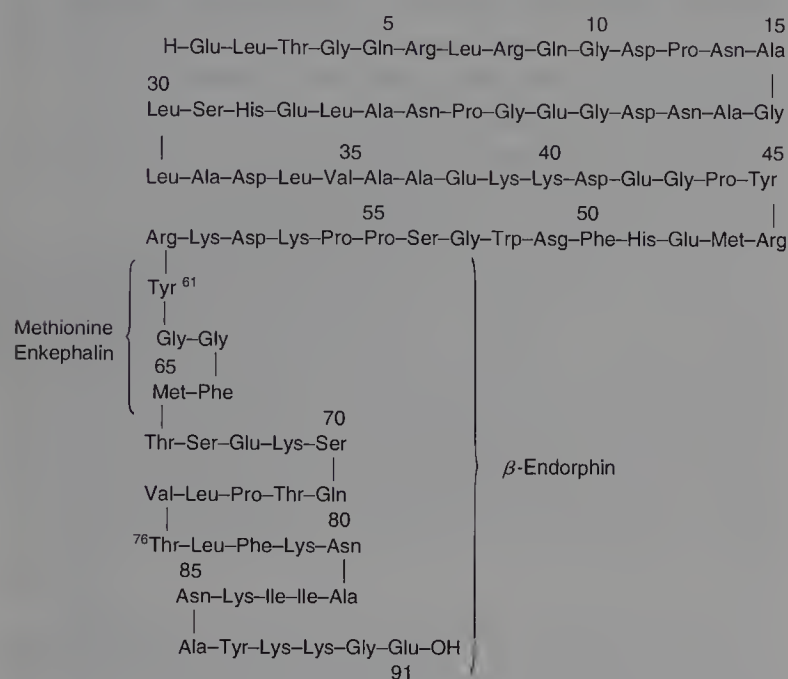 5 10 15
H–Glu–Leu–Thr–Gly–Gln–Arg–Leu–Arg–Gln–Gly–Asp–Pro–Asn–Ala
30
Leu–Ser–His–Glu–Leu–Ala–Asn–Pro–Gly–Glu–Gly–Asp–Asn–Ala–Gly
35 40 45
Leu–Ala–Asp–Leu–Val–Ala–Ala–Glu–Lys–Lys–Asp–Glu–Gly–Pro–Tyr
55 50
Arg–Lys–Asp–Lys–Pro–Pro–Ser–Gly–Trp–Asg–Phe–His–Glu–Met–Arg
Tyr 61
Methionine
Enkephalin
Gly–Gly
65
Met–Phe
70
Thr–Ser–Glu–Lys–Ser
β-Endorphin
Val–Leu–Pro–Thr–Gln
80
76Thr–Leu–Phe–Lys–Asn
85
Asn–Lys–Ile–Ile–Ala
Ala–Tyr–Lys–Lys–Gly–Glu–OH
91